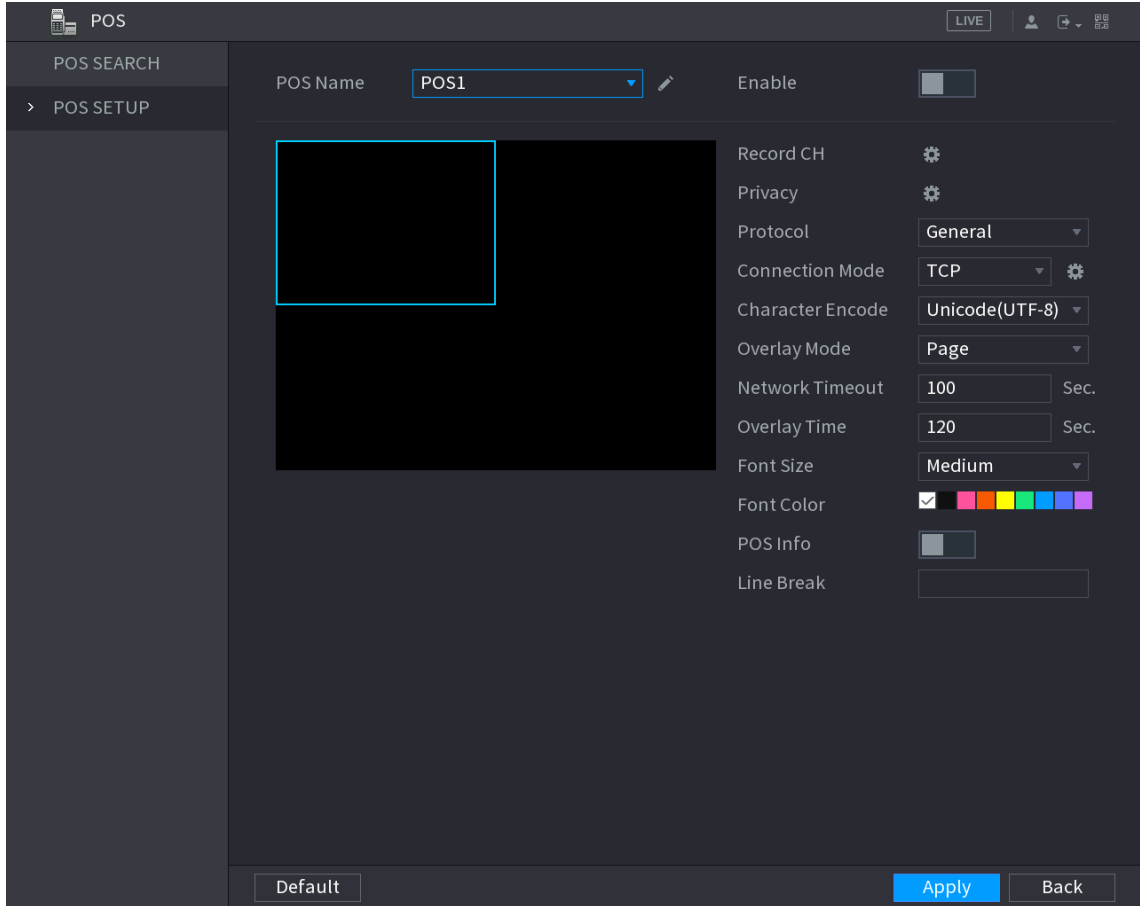 POS
LIVE
POS SEARCH
POS SETUP
POS Name POS1 Enable
Record CH
Privacy
Protocol General
Connection Mode TCP
Character Encode Unicode(UTF-8)
Overlay Mode Page
Network Timeout 100 Sec.
Overlay Time 120 Sec.
Font Size Medium
Font Color
POS Info
Line Break
Default Apply Back